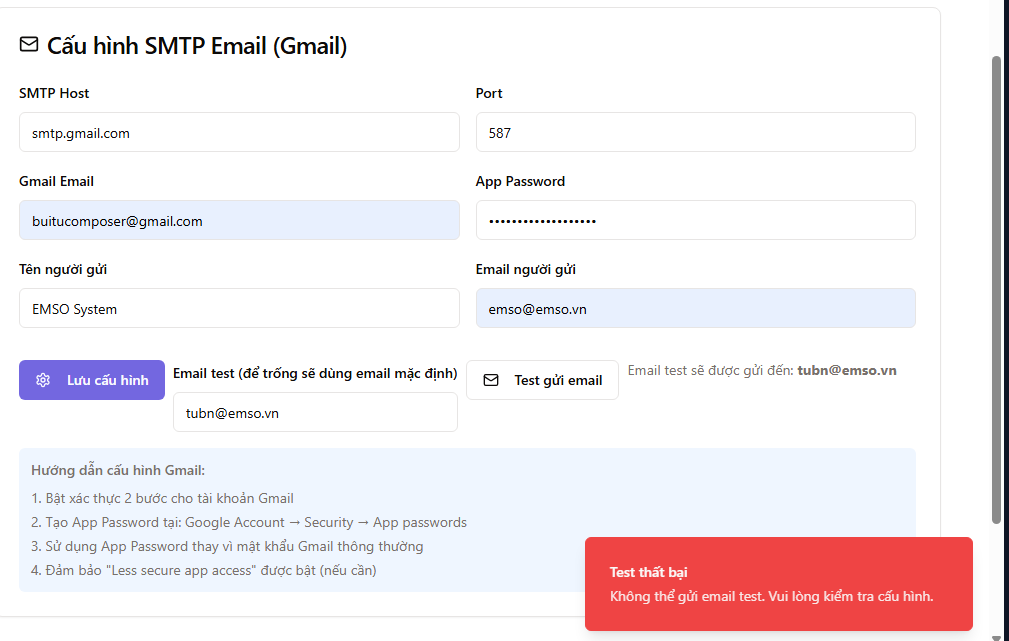 Cấu hình SMTP Email (Gmail)
SMTP Host
Port
smtp.gmail.com
587
Gmail Email
App Password
buitucomposer@gmail.com
•••••••••••••••••••
Tên người gửi
Email người gửi
EMSO System
emso@emso.vn
Lưu cấu hình
Email test (để trống sẽ dùng email mặc định)
tubn@emso.vn
Test gửi email
Email test sẽ được gửi đến: tubn@emso.vn
Hướng dẫn cấu hình Gmail:
1. Bật xác thực 2 bước cho tài khoản Gmail
2. Tạo App Password tại: Google Account → Security → App passwords
3. Sử dụng App Password thay vì mật khẩu Gmail thông thường
4. Đảm bảo "Less secure app access" được bật (nếu cần)
Test thất bại
Không thể gửi email test. Vui lòng kiểm tra cấu hình.